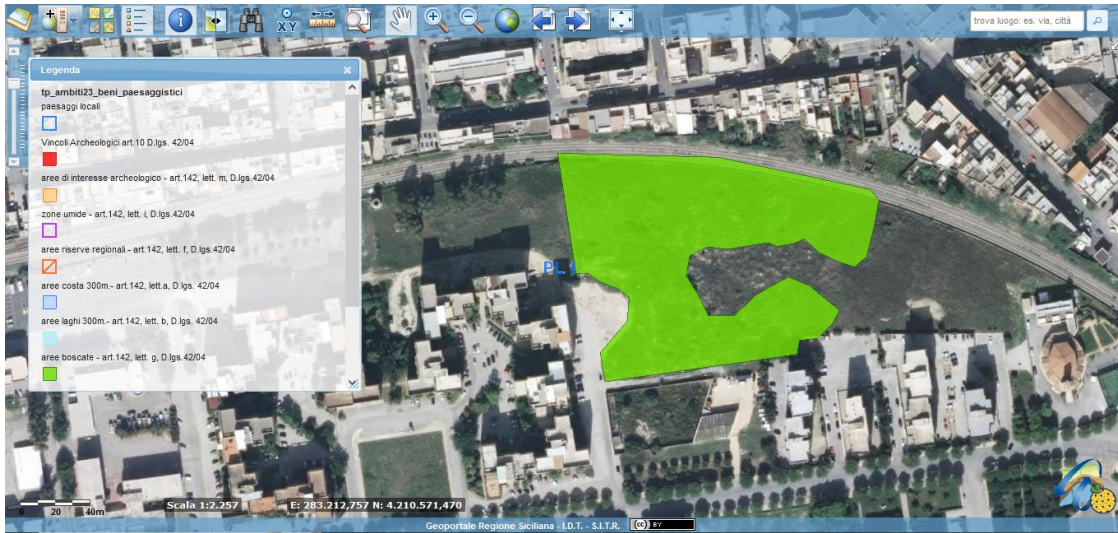 trova luogo: es. via, città
X Y
Legenda
tp_ambiti23_beni_paesaggistici
paesaggi locali
Vincoli Archeologici art.10 D.lgs. 42/04
aree di interesse archeologico - art.142, lett. m, D.lgs.42/04
zone umide - art.142, lett. i, D.lgs.42/04
aree riserve regionali - art.142, lett. f, D.lgs.42/04
aree costa 300m.- art.142, lett.a, D.lgs. 42/04
aree laghi 300m.- art.142, lett. b, D.lgs. 42/04
aree boscate - art.142, lett. g, D.lgs.42/04
PL 1
0 20 40m
Scala 1:2.257
E: 283.212,757 N: 4.210.571,470
Geoportale Regione Siciliana - I.D.T. - S.I.T.R.
(cc) BY